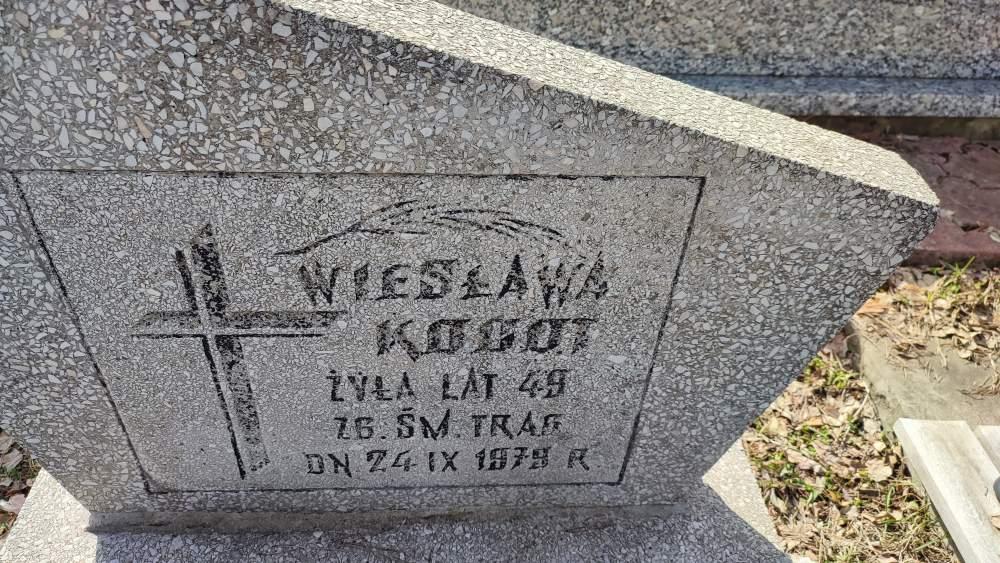 WIESŁAWA
KOGOT
ŻYŁA LAT 49
ZG. ŚM. TRAG
DN 24 IX 1979 R